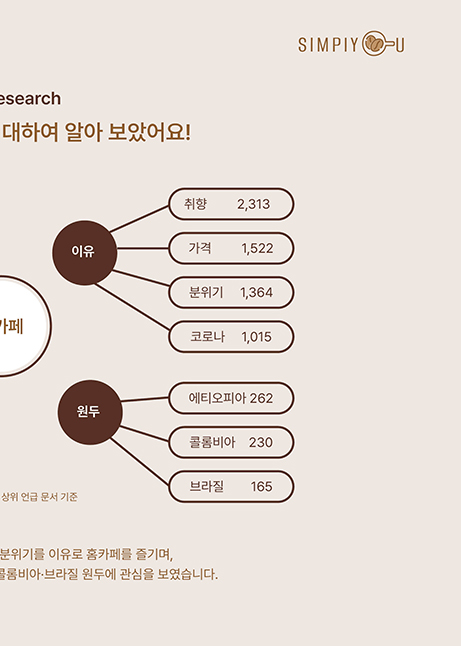 SIMPIY U
esearch
대하여 알아 보았어요!
취향 2,313
이유
가격 1,522
분위기 1,364
코로나 1,015
카페
에티오피아 262
원두
콜롬비아 230
브라질 165
상위 언급 문서 기준
분위기를 이유로 홈카페를 즐기며,
콜롬비아·브라질 원두에 관심을 보였습니다.